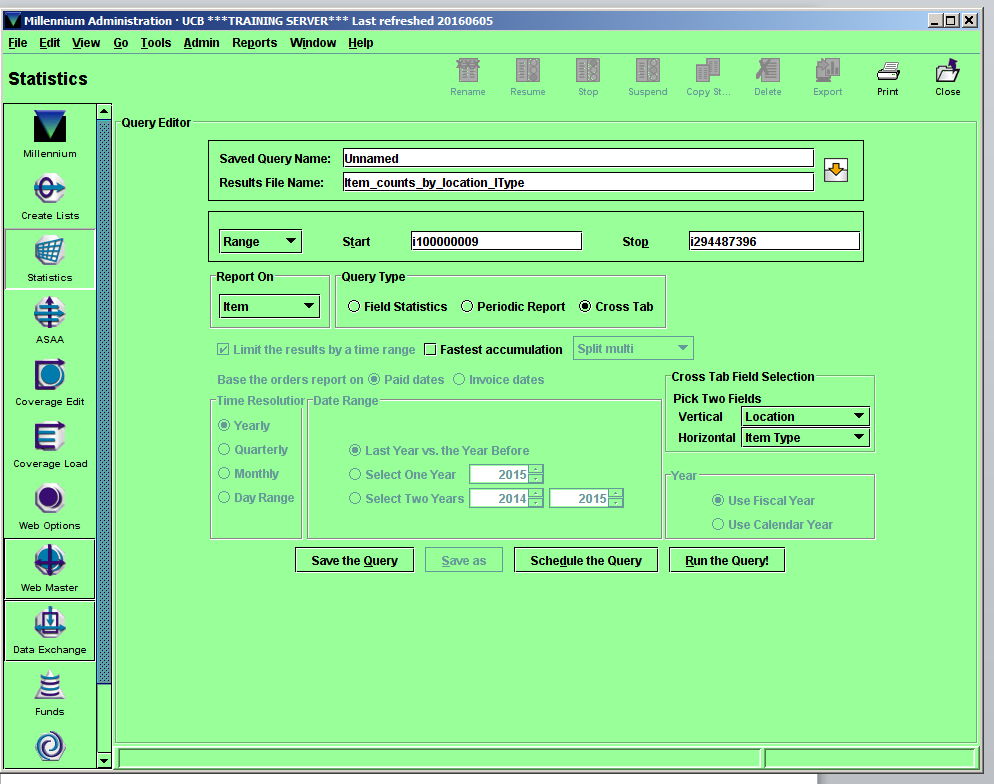 Millennium Administration · UCB ***TRAINING SERVER*** Last refreshed 20160605
File Edit View Go Tools Admin Reports Window Help
Statistics
Rename Resume Stop Suspend Copy St... Delete Export Print Close
Millennium
Create Lists
Statistics
ASAA
Coverage Edit
Coverage Load
Web Options
Web Master
Data Exchange
Funds
Query Editor
Saved Query Name: Unnamed
Results File Name: Item_counts_by_location_IType
Range Start i100000009 Stop i294487396
Report On
Item
Query Type
Field Statistics Periodic Report Cross Tab
Limit the results by a time range Fastest accumulation Split multi
Base the orders report on Paid dates Invoice dates
Time Resolution
Yearly
Quarterly
Monthly
Day Range
Date Range
Last Year vs. the Year Before
Select One Year 2015
Select Two Years 2014 2015
Cross Tab Field Selection
Pick Two Fields
Vertical Location
Horizontal Item Type
Year
Use Fiscal Year
Use Calendar Year
Save the Query Save as Schedule the Query Run the Query!